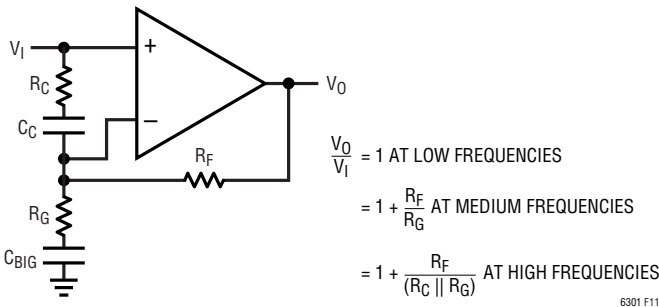 V_I
+
R_C
C_C
−
V_O
R_F
R_G
C_BIG
V_O/V_I = 1 AT LOW FREQUENCIES
= 1 + R_F/R_G AT MEDIUM FREQUENCIES
= 1 + R_F/(R_C || R_G) AT HIGH FREQUENCIES
6301 F11